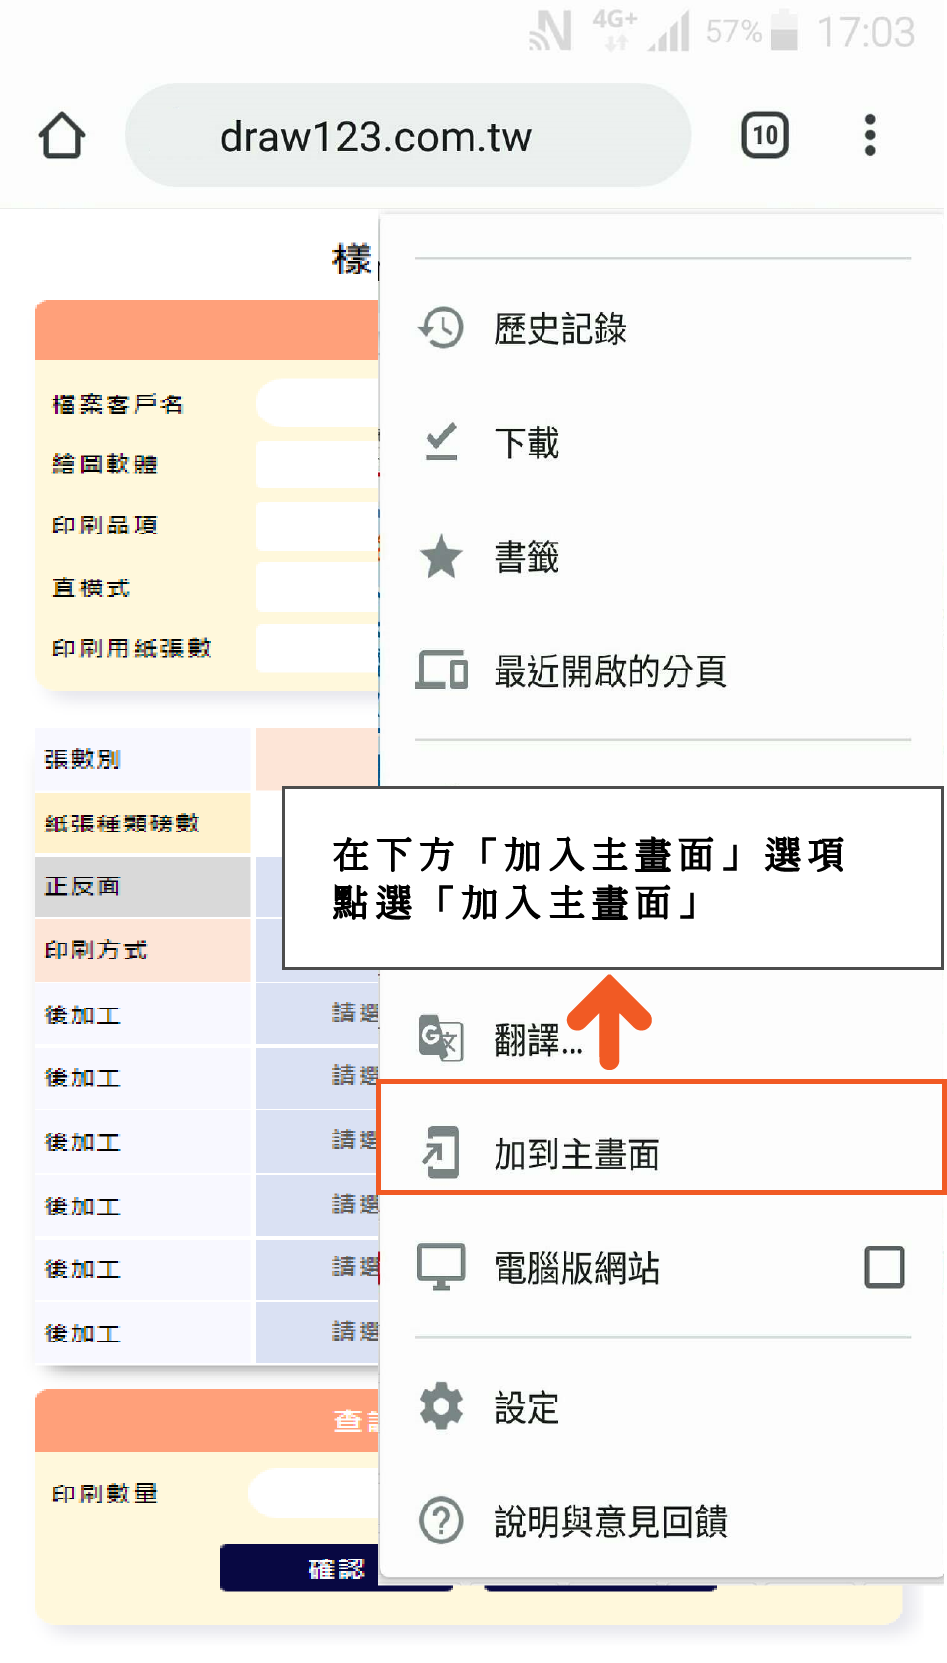 4G+ 57% 17:03
draw123.com.tw
10
樣
歷史記錄
檔案客戶名
下載
繪圖軟體
印刷品項
書籤
直橫式
印刷用紙張數
最近開啟的分頁
張數別
紙張種類磅數
在下方「加入主畫面」選項
點選「加入主畫面」
正反面
印刷方式
後加工 請選
翻譯...
後加工 請選
後加工 請選
加到主畫面
後加工 請選
後加工 請選
電腦版網站
後加工 請選
設定
查
印刷數量
說明與意見回饋
確認